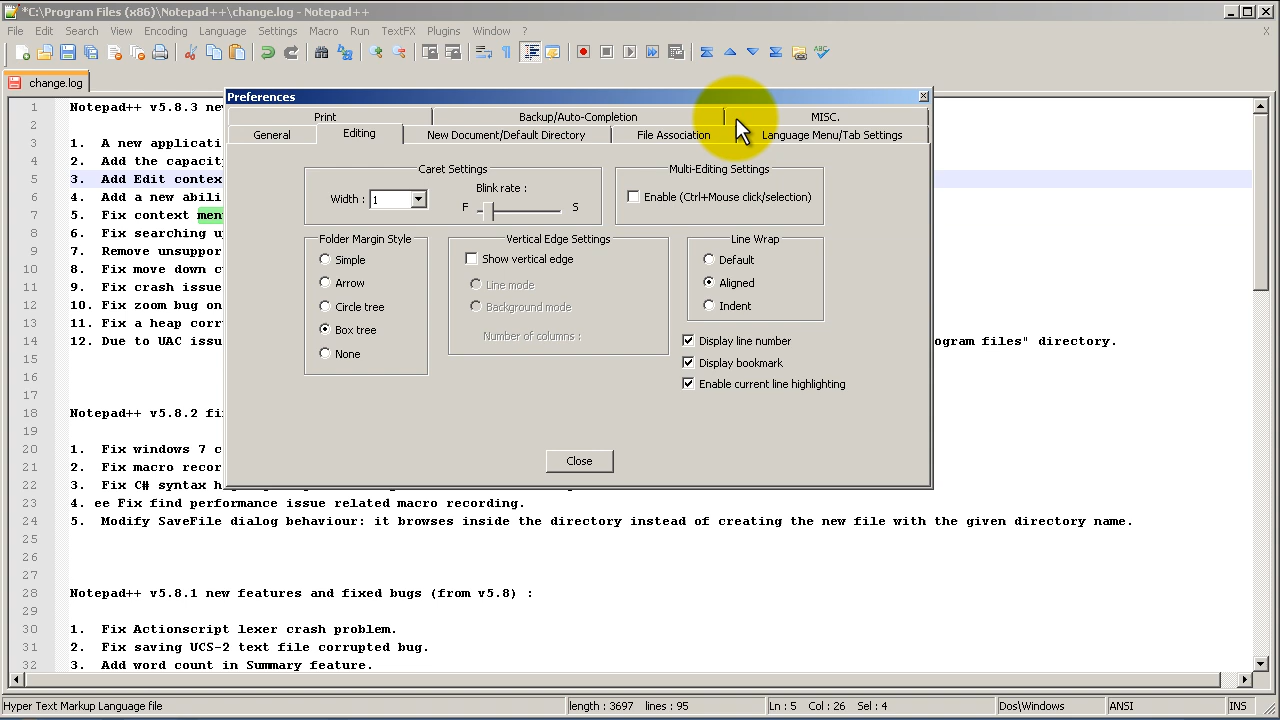 *C:\Program Files (x86)\Notepad++\change.log - Notepad++
File Edit Search View Encoding Language Settings Macro Run TextFX Plugins Window ? X
change.log
Preferences
Print Backup/Auto-Completion MISC.
General Editing New Document/Default Directory File Association Language Menu/Tab Settings
Caret Settings
Width : 1
Blink rate :
F S
Multi-Editing Settings
Enable (Ctrl+Mouse click/selection)
Folder Margin Style
Simple
Arrow
Circle tree
Box tree
None
Vertical Edge Settings
Show vertical edge
Line mode
Background mode
Number of columns :
Line Wrap
Default
Aligned
Indent
Display line number
Display bookmark
Enable current line highlighting
Close
1 Notepad++ v5.8.3
2
3 1. A new
4 2. Add the
5 3. Add Edit
6 4. Add a new
7 5. Fix context
8 6. Fix searching
9 7. Remove
10 8. Fix move down
11 9. Fix crash issue
12 10. Fix zoom bug on
13 11. Fix a heap
14 12. Due to UAC files" directory.
15
16
17
18 Notepad++ v5.8.2
19
20 1. Fix windows 7
21 2. Fix macro
22 3. Fix C# syntax
23 4. ee Fix find performance issue related macro recording.
24 5. Modify SaveFile dialog behaviour: it browses inside the directory instead of creating the new file with the given directory name.
25
26
27
28 Notepad++ v5.8.1 new features and fixed bugs (from v5.8) :
29
30 1. Fix Actionscript lexer crash problem.
31 2. Fix saving UCS-2 text file corrupted bug.
32 3. Add word count in Summary feature.
Hyper Text Markup Language file length : 3697 lines : 95 Ln : 5 Col : 26 Sel : 4 Dos\Windows ANSI INS